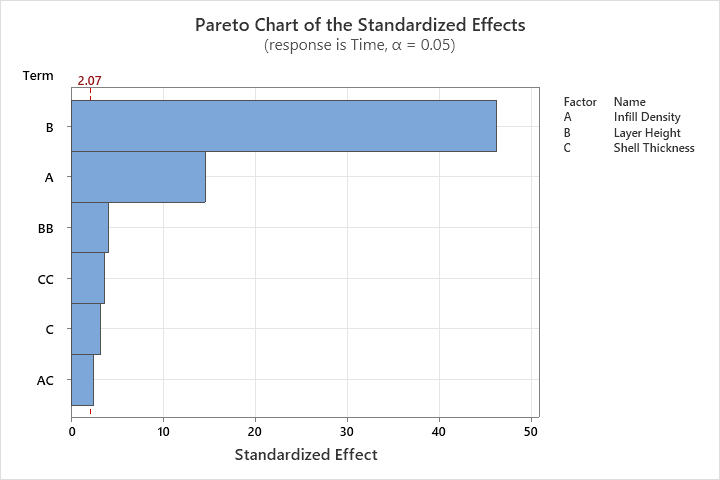 Pareto Chart of the Standardized Effects
(response is Time, α = 0.05)
Term
2.07
B
A
BB
CC
C
AC
0 10 20 30 40 50
Standardized Effect
Factor Name
A Infill Density
B Layer Height
C Shell Thickness